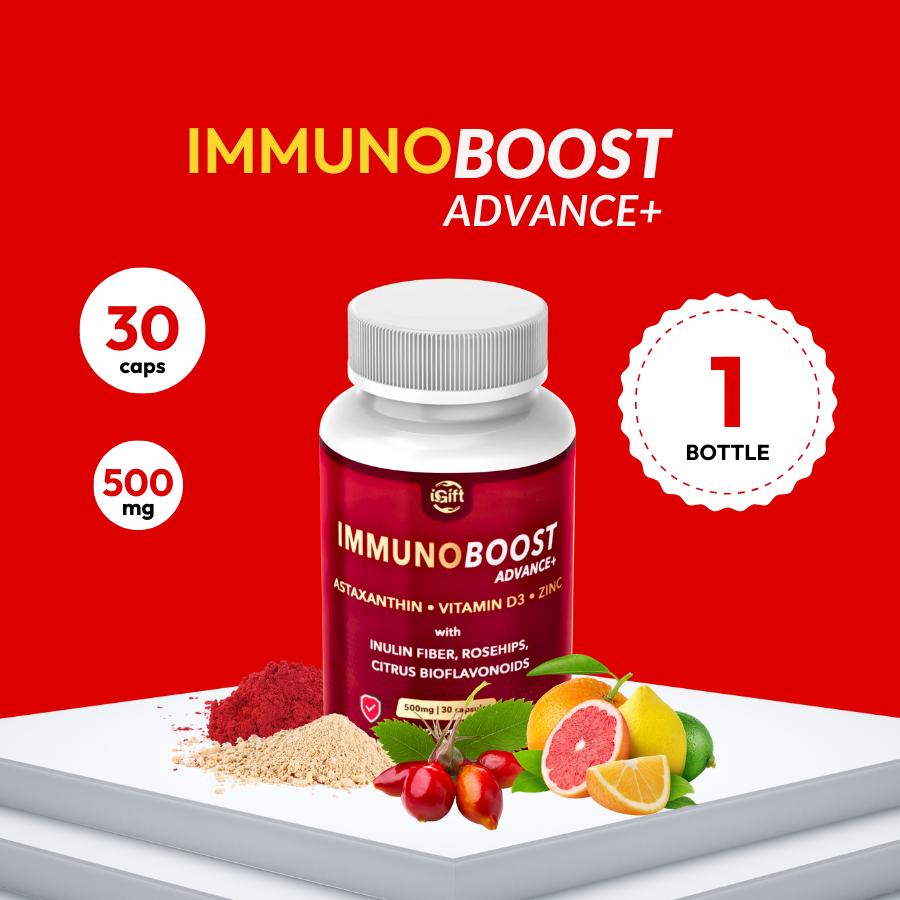 IMMUNOBOOST
ADVANCE+
30
caps
500
mg
1
BOTTLE
iGift
IMMUNOBOOST
ADVANCE+
ASTAXANTHIN • VITAMIN D3 • ZINC
with
INULIN FIBER, ROSEHIPS,
CITRUS BIOFLAVONOIDS
500mg | 30 capsules